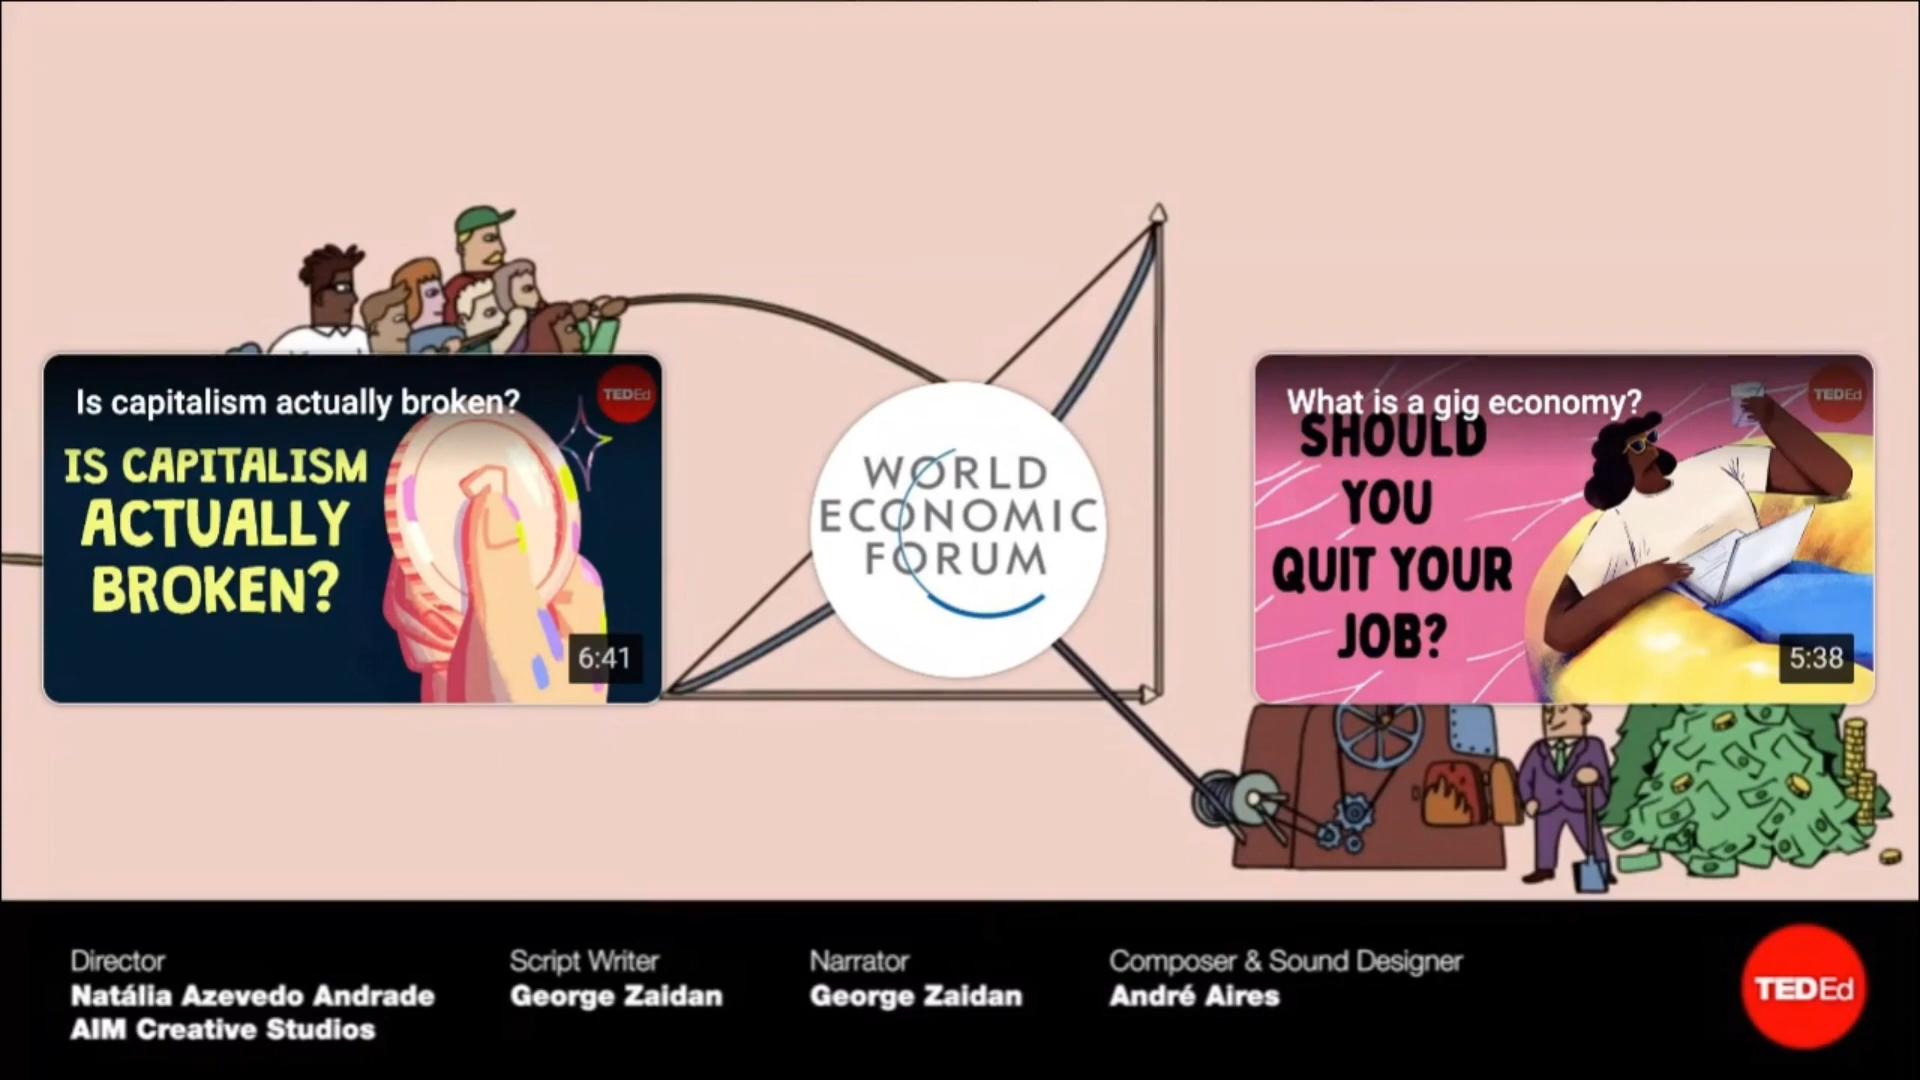 Is capitalism actually broken?
TEDEd
IS CAPITALISM
ACTUALLY
BROKEN?
6:41
WORLD
ECONOMIC
FORUM
What is a gig economy?
TEDEd
SHOULD
YOU
QUIT YOUR
JOB?
5:38
Director
Natália Azevedo Andrade
AIM Creative Studios
Script Writer
George Zaidan
Narrator
George Zaidan
Composer & Sound Designer
André Aires
TEDEd